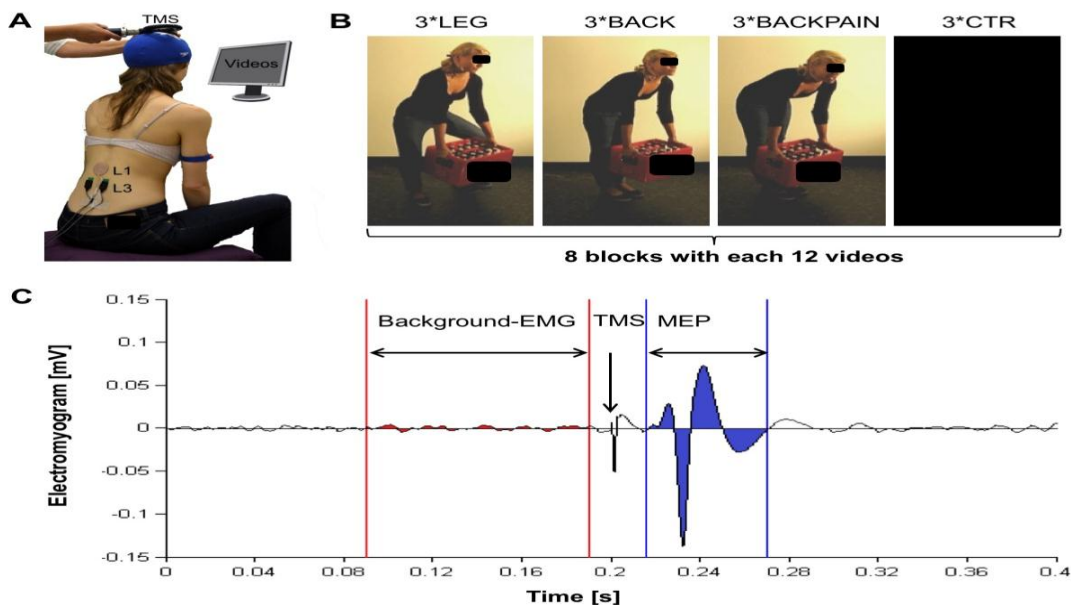 A
TMS
Videos
L1
L3
B
3*LEG 3*BACK 3*BACKPAIN 3*CTR
8 blocks with each 12 videos
C
Electromyogram [mV]
0.15
0.1
0.05
0
-0.05
-0.1
-0.15
Background-EMG TMS MEP
0 0.04 0.08 0.12 0.16 0.2 0.24 0.28 0.32 0.36 0.4
Time [s]